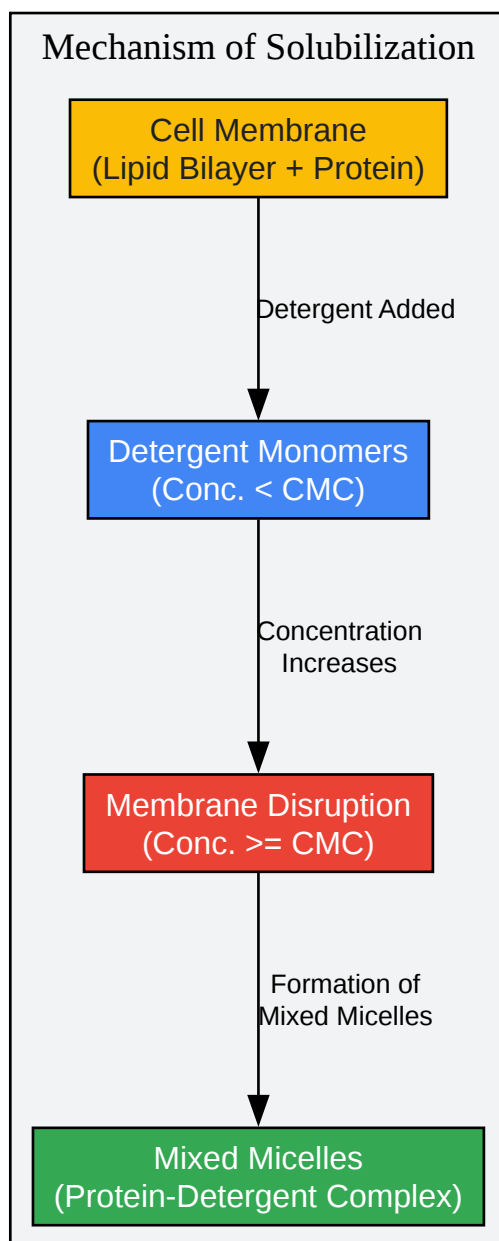 Mechanism of Solubilization
Cell Membrane
(Lipid Bilayer + Protein)
Detergent Added
Detergent Monomers
(Conc. < CMC)
Concentration
Increases
Membrane Disruption
(Conc. >= CMC)
Formation of
Mixed Micelles
Mixed Micelles
(Protein-Detergent Complex)